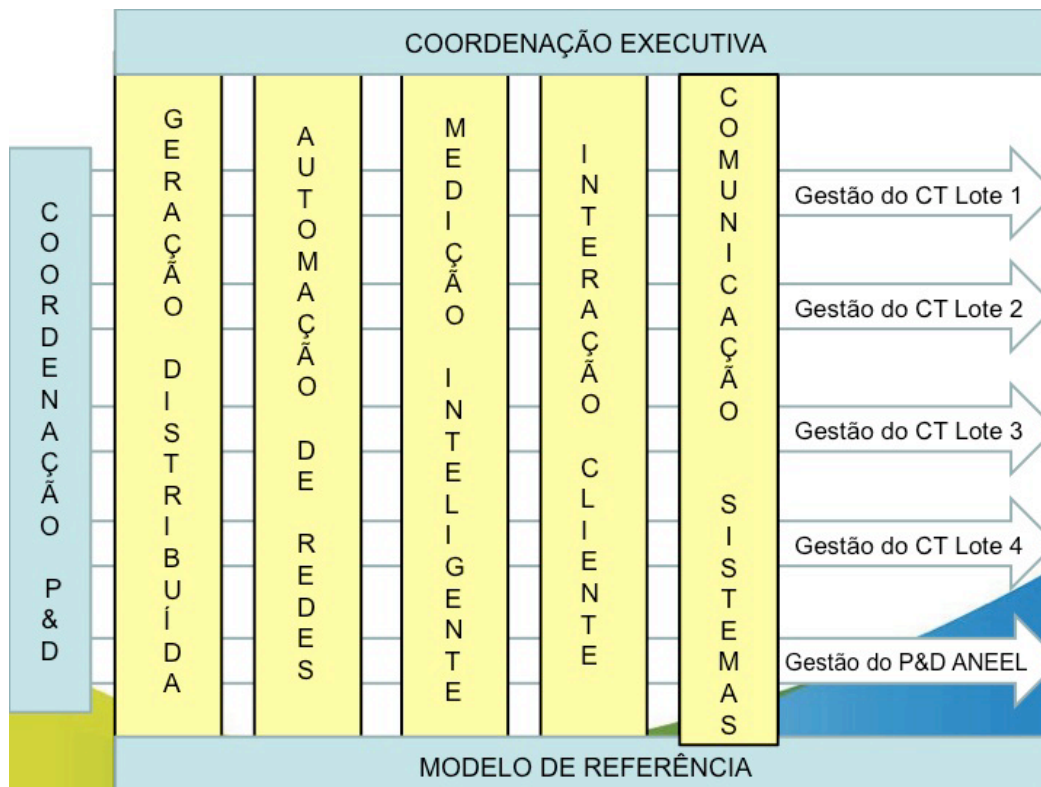 COORDENAÇÃO EXECUTIVA
COORDENAÇÃO P&D
GERAÇÃO DISTRIBUÍDA
AUTOMAÇÃO DE REDES
MEDIÇÃO INTELIGENTE
INTERAÇÃO CLIENTE
COMUNICAÇÃO SISTEMAS
Gestão do CT Lote 1
Gestão do CT Lote 2
Gestão do CT Lote 3
Gestão do CT Lote 4
Gestão do P&D ANEEL
MODELO DE REFERÊNCIA